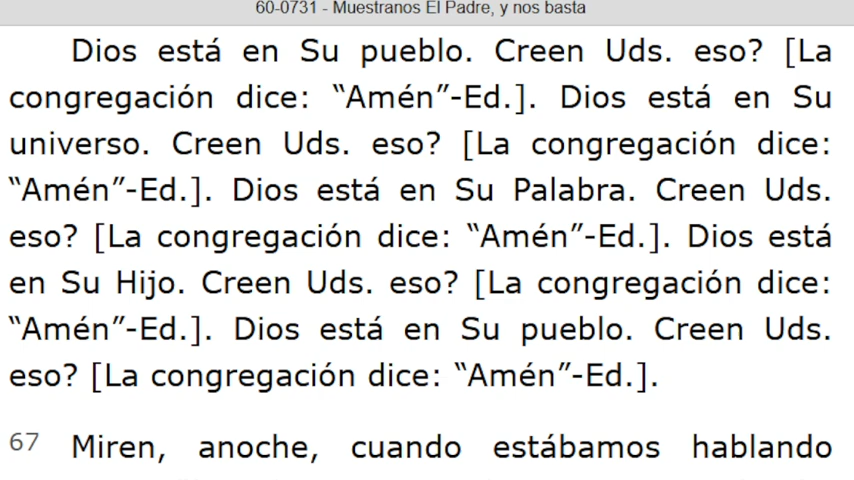 60-0731 - Muestranos El Padre, y nos basta
Dios está en Su pueblo. Creen Uds. eso? [La
congregación dice: “Amén”-Ed.]. Dios está en Su
universo. Creen Uds. eso? [La congregación dice:
“Amén”-Ed.]. Dios está en Su Palabra. Creen Uds.
eso? [La congregación dice: “Amén”-Ed.]. Dios está
en Su Hijo. Creen Uds. eso? [La congregación dice:
“Amén”-Ed.]. Dios está en Su pueblo. Creen Uds.
eso? [La congregación dice: “Amén”-Ed.].
67 Miren, anoche, cuando estábamos hablando